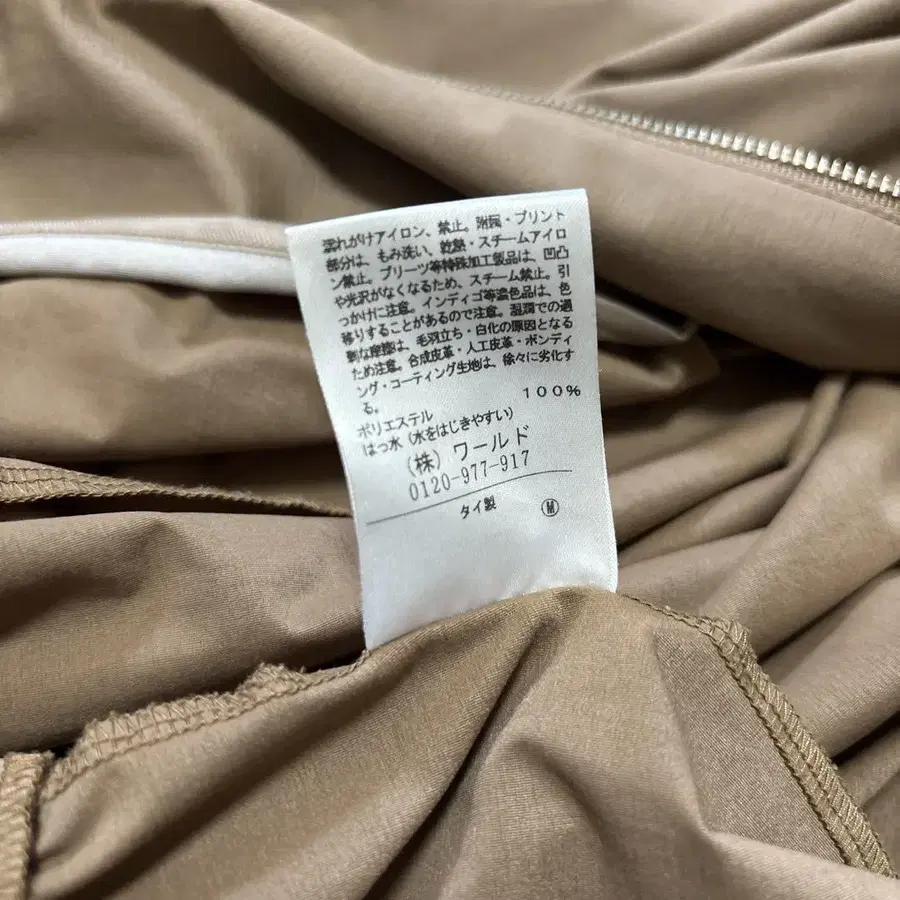 濡れがけアイロン、禁止。附属・プリント
部分は、もみ洗い、乾熱・スチームアイロ
ン禁止。プリーツ等特殊加工製品は、凹凸
や光沢がなくなるため、スチーム禁止。引
っかけに注意。インディゴ等濃色品は、色
移りすることがあるので注意。湿潤での過
剰な摩擦は、毛羽立ち・白化の原因となる
ため注意。合成皮革・人工皮革・ボンディ
ング・コーティング生地は、徐々に劣化す
る。
ポリエステル 100%
はっ水（水をはじきやすい）
（株）ワールド
0120-977-917
タイ製 Ⓜ